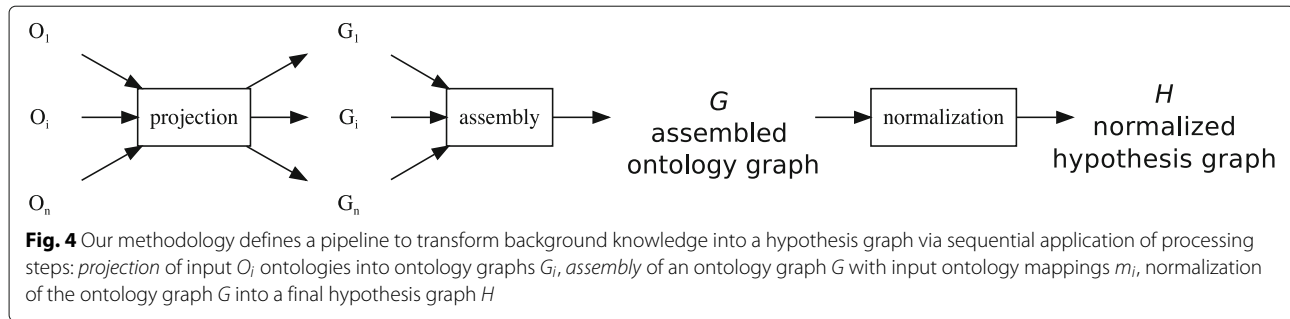 O1
G1
Oi
projection
Gi
assembly
G
assembled
ontology graph
normalization
H
normalized
hypothesis graph
On
Gn
Fig. 4 Our methodology defines a pipeline to transform background knowledge into a hypothesis graph via sequential application of processing
steps: projection of input Oi ontologies into ontology graphs Gi, assembly of an ontology graph G with input ontology mappings mi, normalization
of the ontology graph G into a final hypothesis graph H